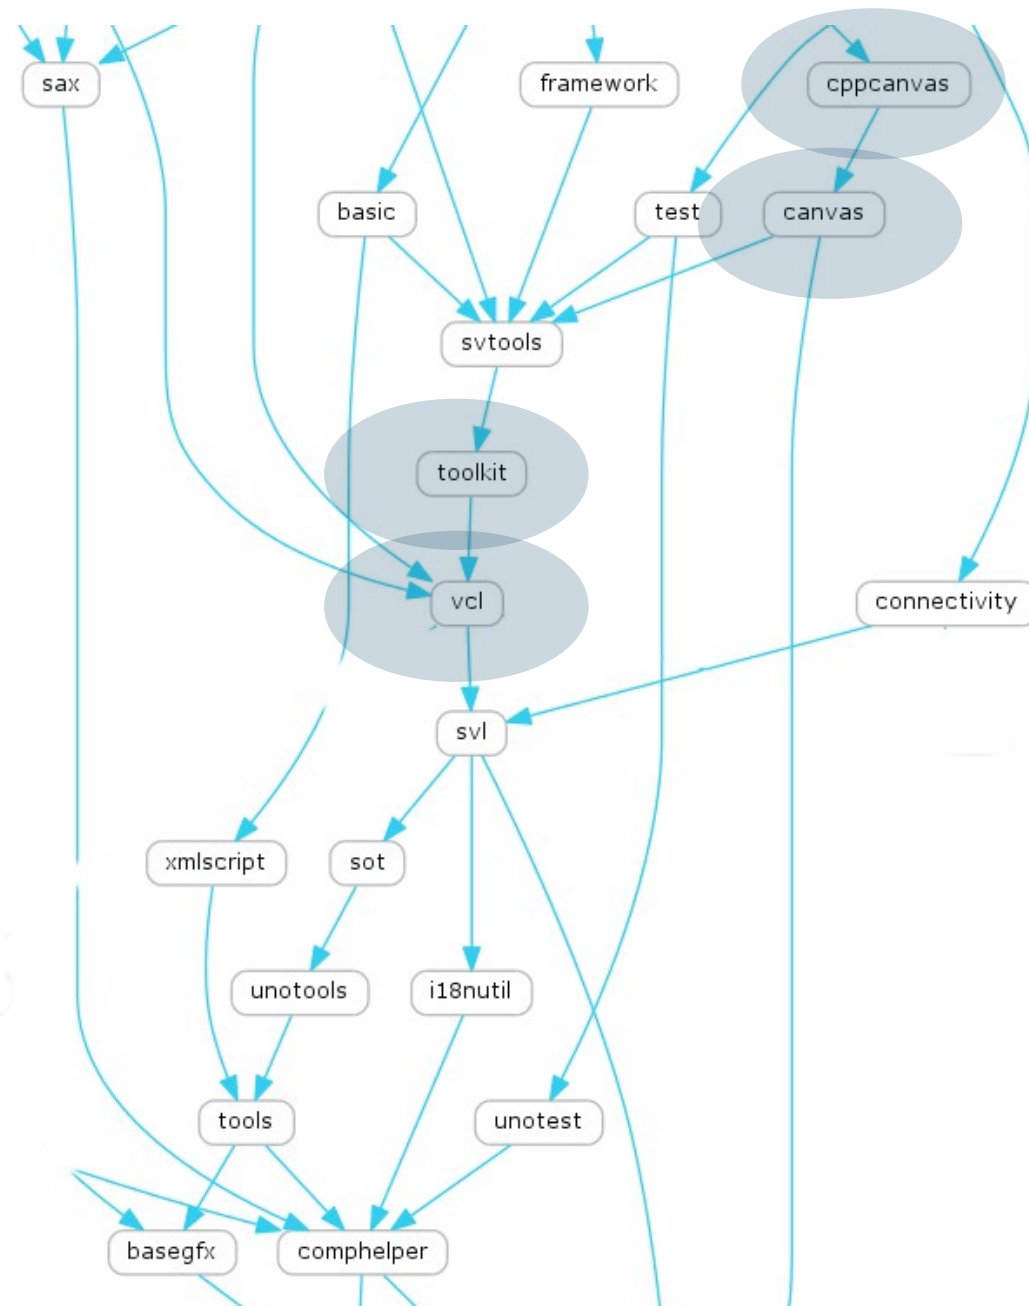 sax
framework
cppcanvas
basic
test
canvas
svtools
toolkit
vcl
connectivity
svl
xmlscript
sot
unotools
i18nutil
tools
unotest
basegfx
comphelper